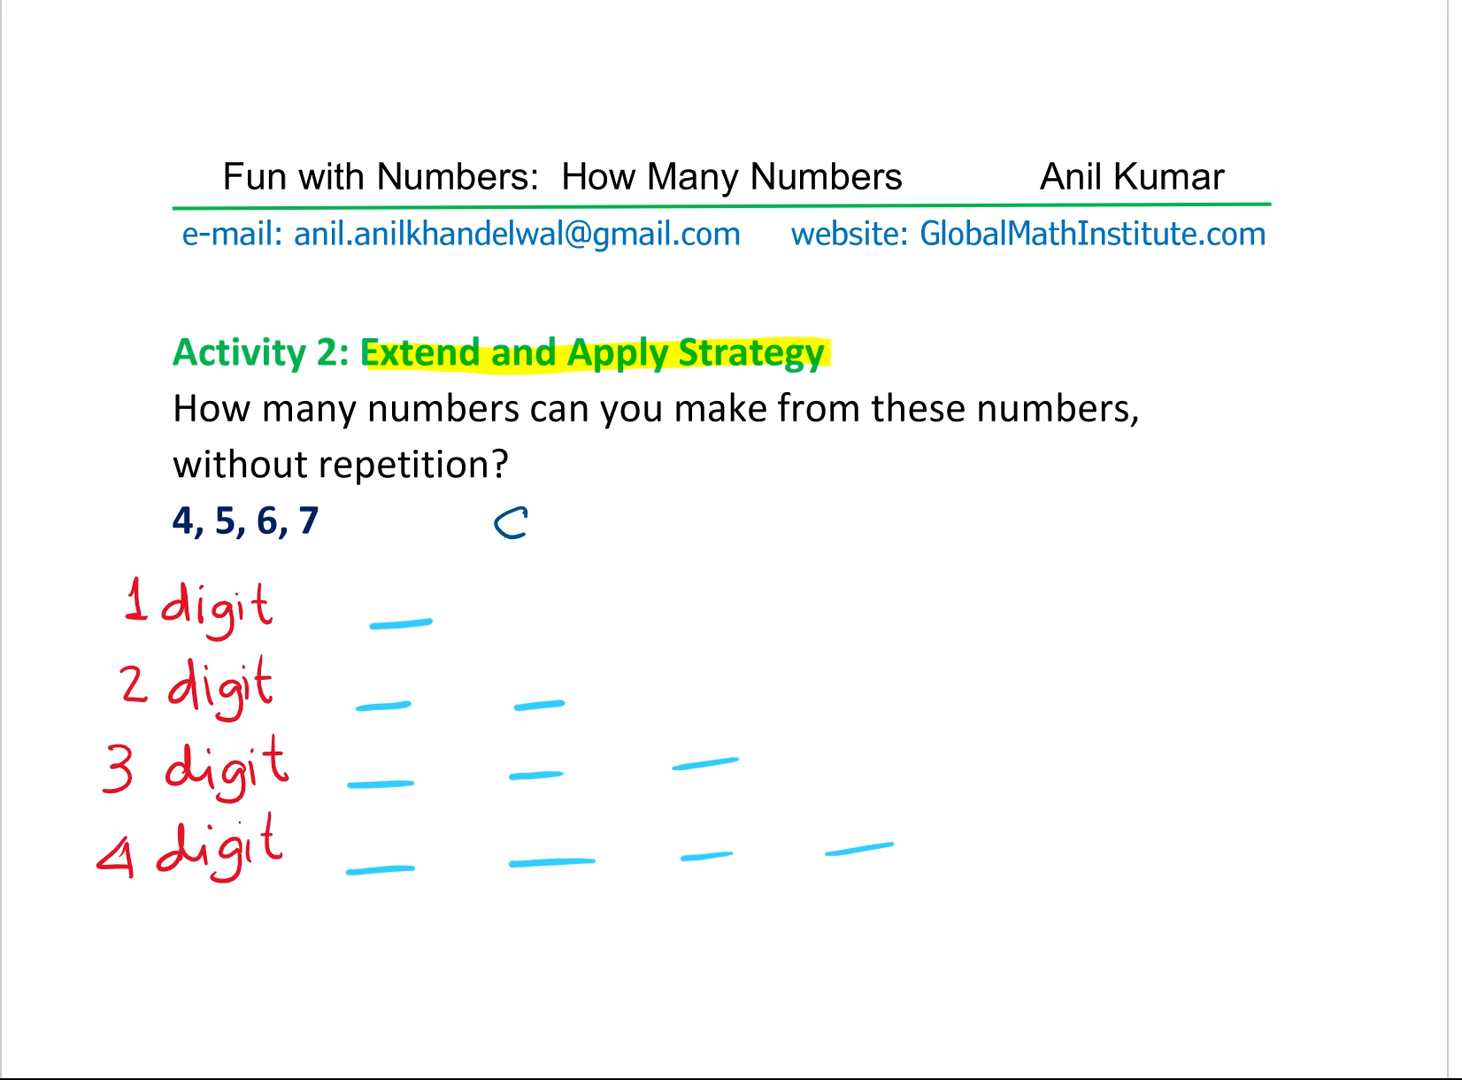 Fun with Numbers: How Many Numbers Anil Kumar
e-mail: anil.anilkhandelwal@gmail.com website: GlobalMathInstitute.com
Activity 2: Extend and Apply Strategy
How many numbers can you make from these numbers,
without repetition?
4, 5, 6, 7 C
1 digit
2 digit
3 digit
4 digit